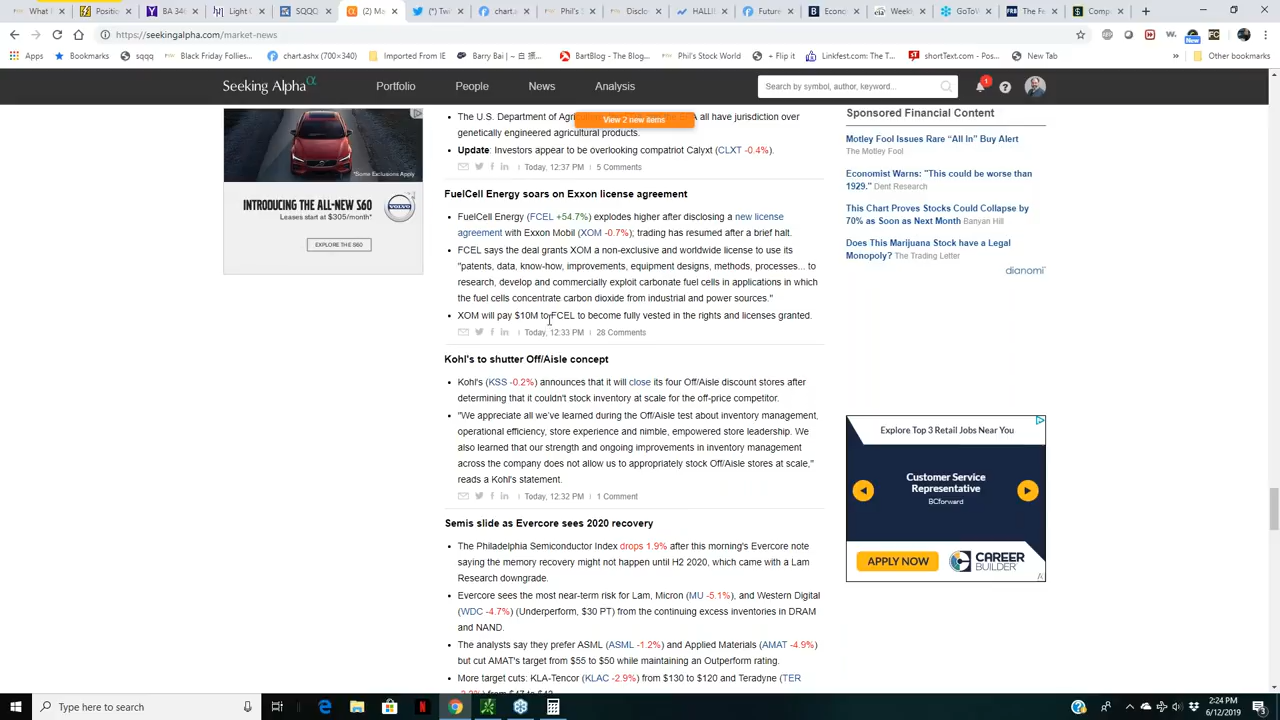 BA 34
SQQQ
chart.a
Phil's S
Disclo
HALL!
Future
Econ
Comp
https://seekingalpha.com/market-news
Apps
Bookmarks
sqqq
Black Friday Follies
chart.ashx (700×340)
Imported From IE
BartBlog - The Blog...
Phil's Stock World
+ Flip it
Linkfest.com: The T...
shortText.com - Pos...
New Tab
»
Other bookmarks
Seeking Alpha α
Portfolio
People
News
Analysis
Search by symbol, author, keyword...
1
The U.S. Department of
all have jurisdiction over
View 2 new items
genetically engineered agricultural products.
Update: Investors appear to be overlooking compatriot Calyxt (CLXT -0.4%).
Today, 12:37 PM
5 Comments
FuelCell Energy soars on Exxon license agreement
FuelCell Energy (FCEL +54.7%) explodes higher after disclosing a new license
agreement with Exxon Mobil (XOM -0.7%); trading has resumed after a brief halt.
FCEL says the deal grants XOM a non-exclusive and worldwide license to use its
"patents, data, know-how, improvements, equipment designs, methods, processes... to
research, develop and commercially exploit carbonate fuel cells in applications in which
the fuel cells concentrate carbon dioxide from industrial and power sources."
XOM will pay $10M to FCEL to become fully vested in the rights and licenses granted.
Today, 12:33 PM
28 Comments
Kohl's to shutter Off/Aisle concept
Kohl's (KSS -0.2%) announces that it will close its four Off/Aisle discount stores after
determining that it couldn't stock inventory at scale for the off-price competitor.
"We appreciate all we've learned during the Off/Aisle test about inventory management,
operational efficiency, store experience and nimble, empowered store leadership. We
also learned that our strength and ongoing improvements in inventory management
across the company does not allow us to appropriately stock Off/Aisle stores at scale,"
reads a Kohl's statement.
Today, 12:32 PM
1 Comment
Semis slide as Evercore sees 2020 recovery
The Philadelphia Semiconductor Index drops 1.9% after this morning's Evercore note
saying the memory recovery might not happen until H2 2020, which came with a Lam
Research downgrade.
Evercore sees the most near-term risk for Lam, Micron (MU -5.1%), and Western Digital
(WDC -4.7%) (Underperform, $30 PT) from the continuing excess inventories in DRAM
and NAND.
The analysts say they prefer ASML (ASML -1.2%) and Applied Materials (AMAT -4.9%)
but cut AMAT's target from $55 to $50 while maintaining an Outperform rating.
More target cuts: KLA-Tencor (KLAC -2.9%) from $130 to $120 and Teradyne (TER
*Some Exclusions Apply
INTRODUCING THE ALL-NEW S60
Leases start at $305/month*
EXPLORE THE S60
Sponsored Financial Content
Motley Fool Issues Rare “All In” Buy Alert
The Motley Fool
Economist Warns: "This could be worse than
1929." Dent Research
This Chart Proves Stocks Could Collapse by
70% as Soon as Next Month Banyan Hill
Does This Marijuana Stock have a Legal
Monopoly? The Trading Letter
dianomi
Explore Top 3 Retail Jobs Near You
Customer Service
Representative
BCforward
APPLY NOW
CAREER
BUILDER
Type here to search
2:24 PM
6/12/2019